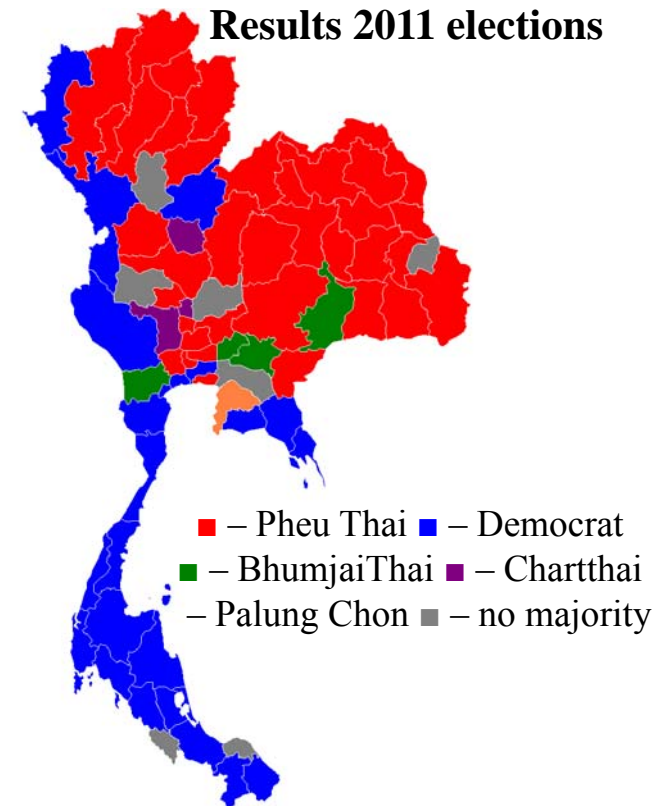 Results 2011 elections
■ – Pheu Thai ■ – Democrat
■ – BhumjaiThai ■ – Chartthai
– Palung Chon ■ – no majority